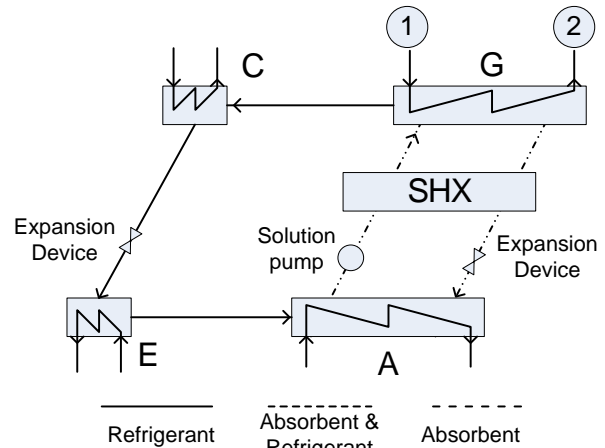 1
2
C
G
SHX
Expansion
Device
Solution
pump
Expansion
Device
E
A
Refrigerant
Absorbent &
Refrigerant
Absorbent